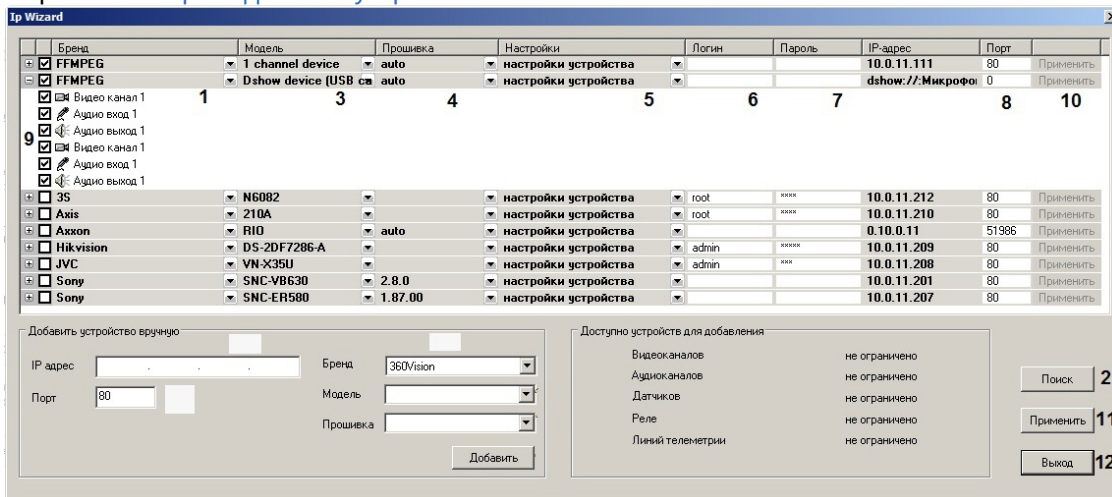 Ip Wizard
Бренд Модель Прошивка Настройки Логин Пароль IP-адрес Порт
FFMPEG 1 channel device auto настройки устройства 10.0.11.111 80 Применить
FFMPEG Dshow device (USB ca auto настройки устройства dshow://:Микрофо 0 Применить
Видео канал 1 1 3 4 5 6 7 8 10
Аудио вход 1
Аудио выход 1
9
Видео канал 1
Аудио вход 1
Аудио выход 1
3S N6082 настройки устройства root **** 10.0.11.212 80 Применить
Axis 210A настройки устройства root **** 10.0.11.210 80 Применить
Axxon RIO auto настройки устройства 0.10.0.11 51986 Применить
Hikvision DS-2DF7286-A настройки устройства admin ***** 10.0.11.209 80 Применить
JVC VN-X35U настройки устройства admin *** 10.0.11.208 80 Применить
Sony SNC-VB630 2.8.0 настройки устройства 10.0.11.201 80 Применить
Sony SNC-ER580 1.87.00 настройки устройства 10.0.11.207 80 Применить
Добавить устройство вручную
IP адрес . . .
Порт 80
Бренд 360Vision
Модель
Прошивка
Добавить
Доступно устройств для добавления
Видеоканалов не ограничено
Аудиоканалов не ограничено
Датчиков не ограничено
Реле не ограничено
Линий телеметрии не ограничено
Поиск 2
Применить 11
Выход 12